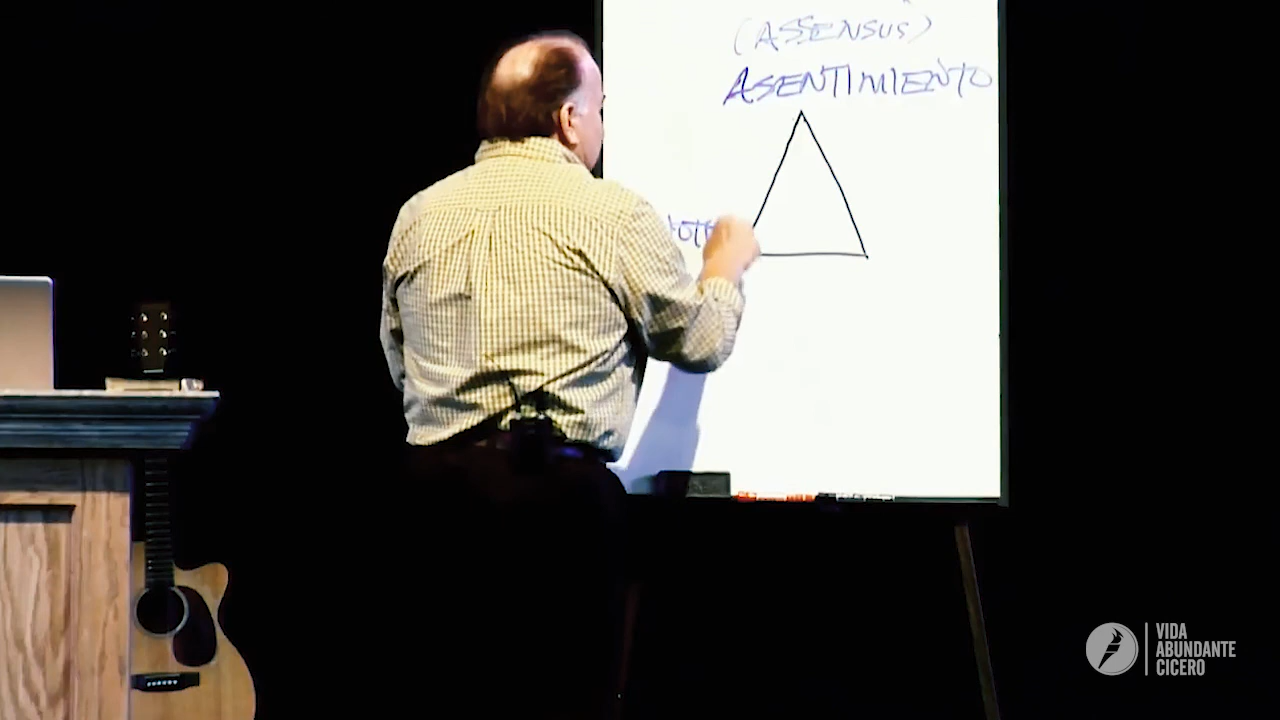 (ASSENSUS)
ASENTIMIENTO
VIDA
ABUNDANTE
CICERO